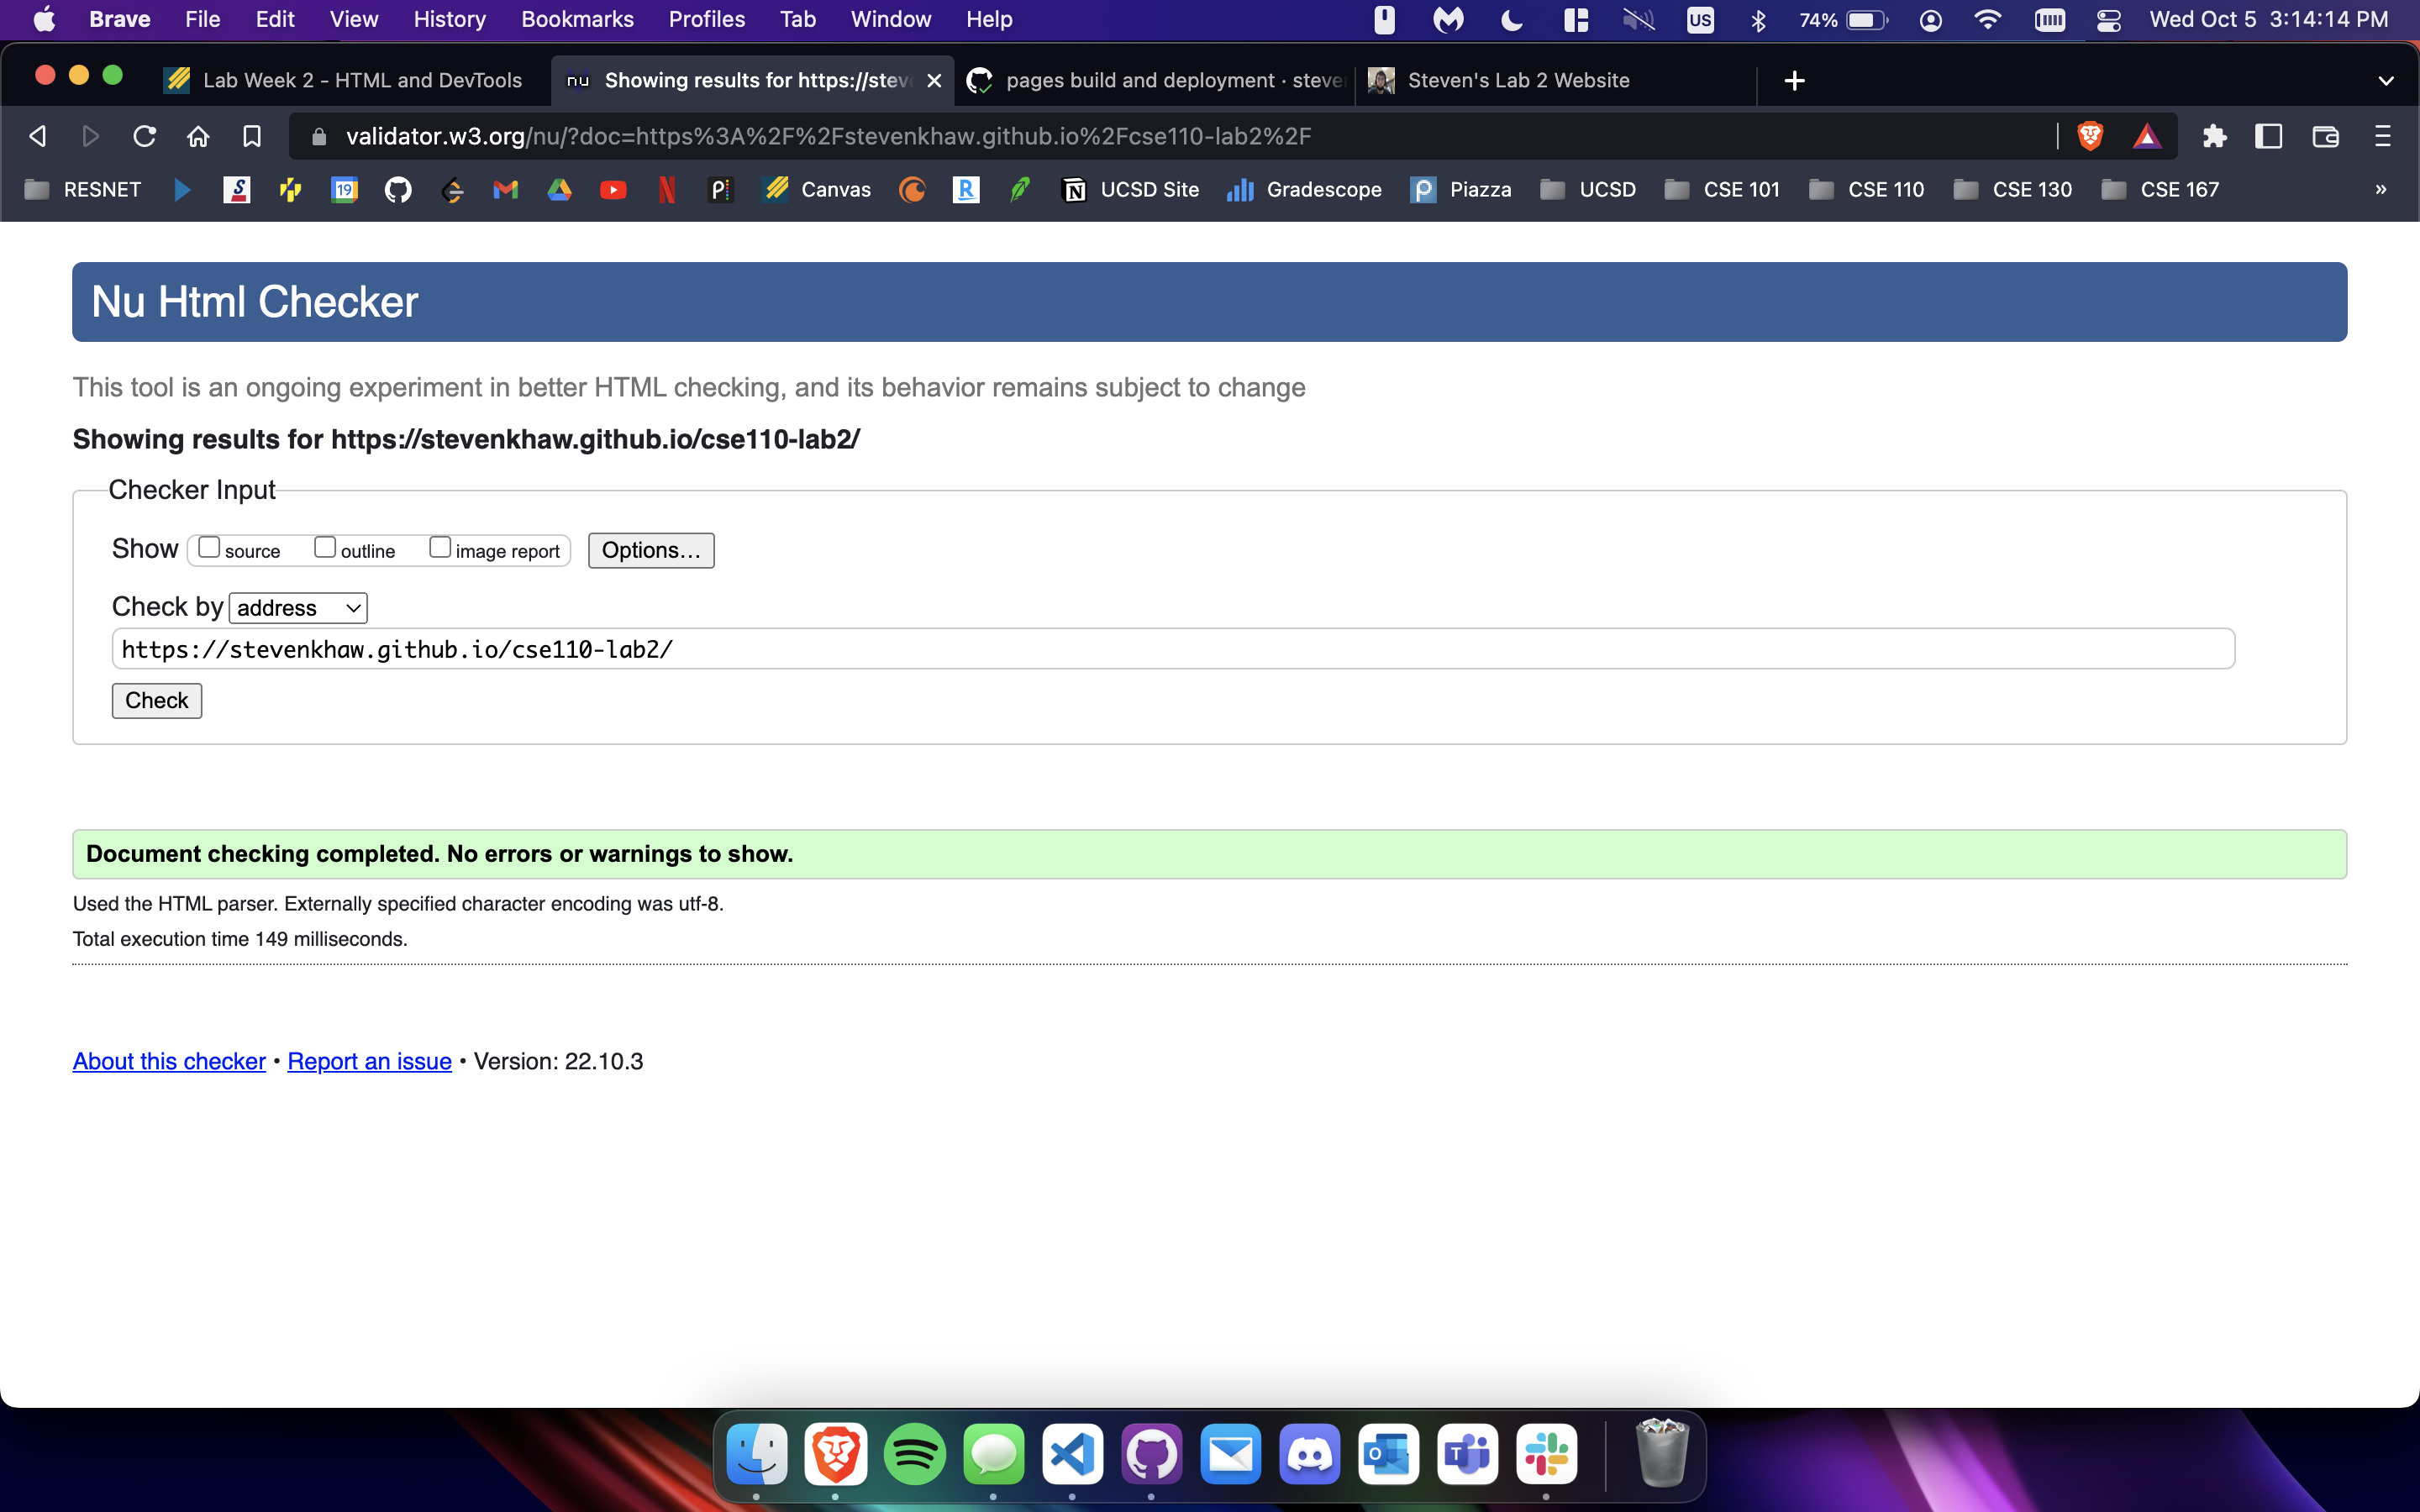 Brave File Edit View History Bookmarks Profiles Tab Window Help US 74% Wed Oct 5 3:14:14 PM
Lab Week 2 - HTML and DevTools nu Showing results for https://stev pages build and deployment · steve Steven's Lab 2 Website
validator.w3.org/nu/?doc=https%3A%2F%2Fstevenkhaw.github.io%2Fcse110-lab2%2F
RESNET 19 Canvas UCSD Site Gradescope Piazza UCSD CSE 101 CSE 110 CSE 130 CSE 167 »
Nu Html Checker
This tool is an ongoing experiment in better HTML checking, and its behavior remains subject to change
Showing results for https://stevenkhaw.github.io/cse110-lab2/
Checker Input
Show source outline image report Options...
Check by address
https://stevenkhaw.github.io/cse110-lab2/
Check
Document checking completed. No errors or warnings to show.
Used the HTML parser. Externally specified character encoding was utf-8.
Total execution time 149 milliseconds.
About this checker • Report an issue • Version: 22.10.3